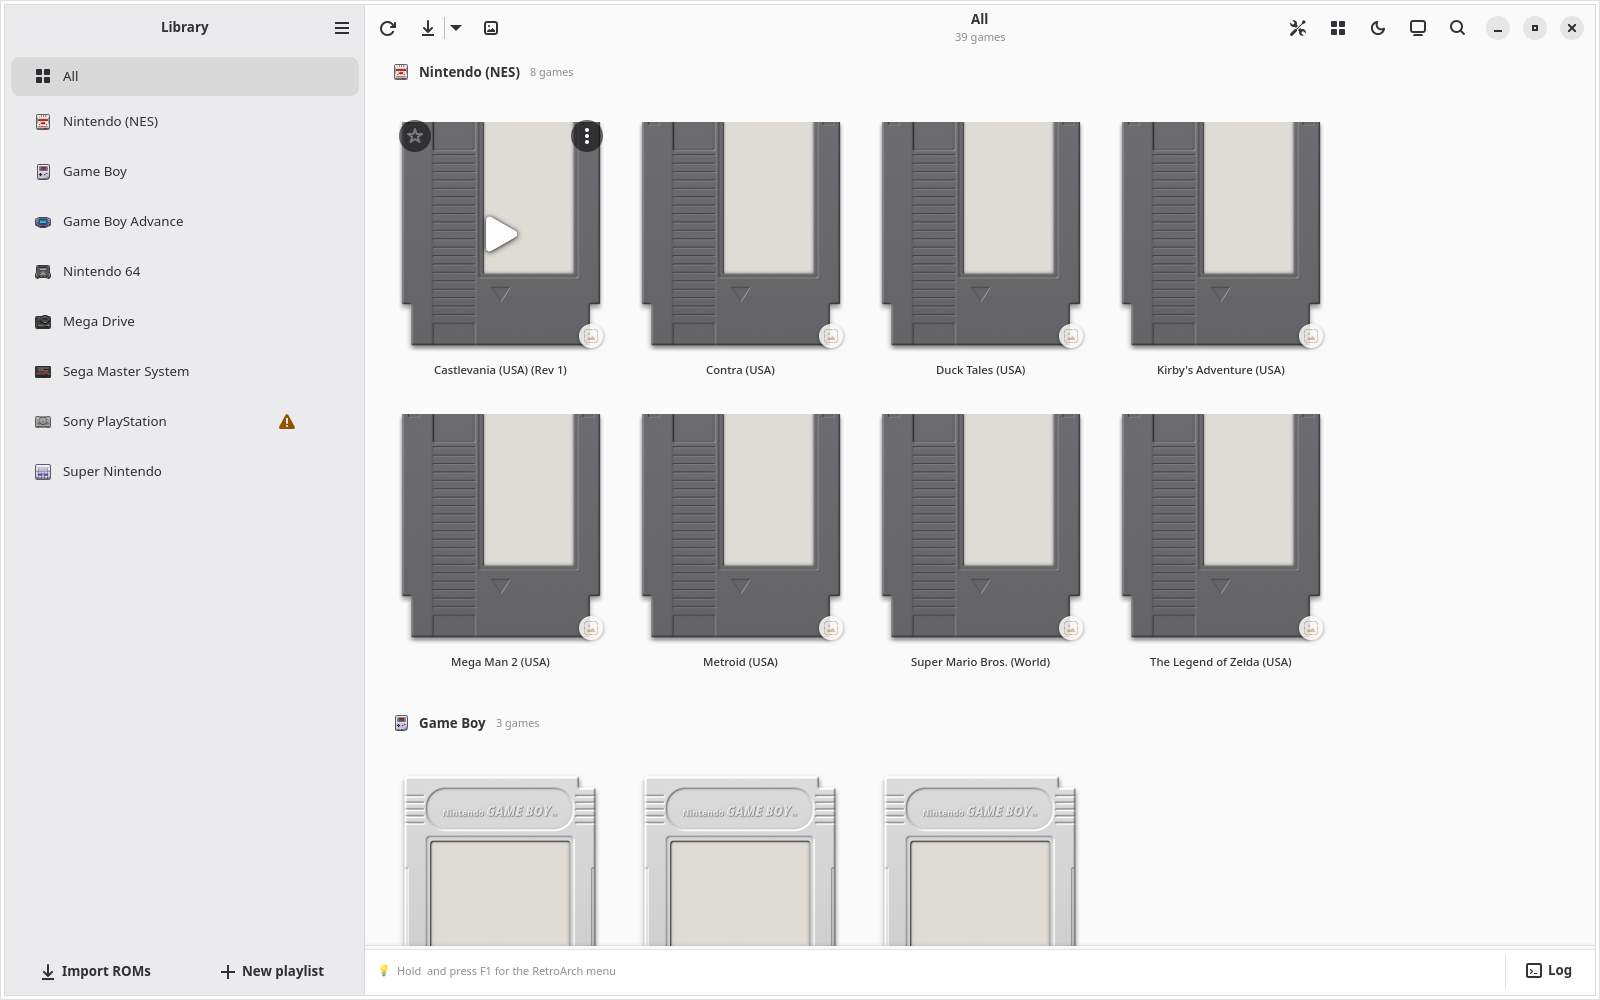 Library
All
Nintendo (NES)
Game Boy
Game Boy Advance
Nintendo 64
Mega Drive
Sega Master System
Sony PlayStation
Super Nintendo
Import ROMs
New playlist
All
39 games
Nintendo (NES) 8 games
Castlevania (USA) (Rev 1)
Contra (USA)
Duck Tales (USA)
Kirby's Adventure (USA)
Mega Man 2 (USA)
Metroid (USA)
Super Mario Bros. (World)
The Legend of Zelda (USA)
Game Boy 3 games
Nintendo GAME BOY™
Nintendo GAME BOY™
Nintendo GAME BOY™
Hold  and press F1 for the RetroArch menu
Log